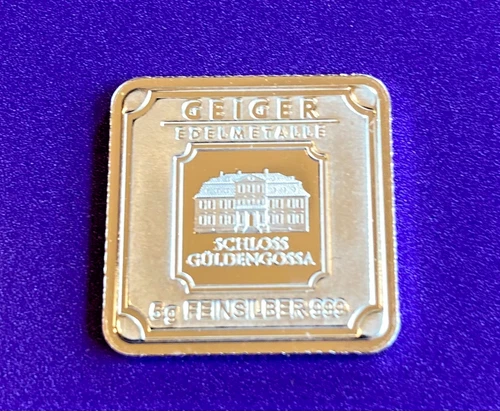 GEIGER
EDELMETALLE
SCHLOSS
GÜLDENGOSSA
5g FEINSILBER 999